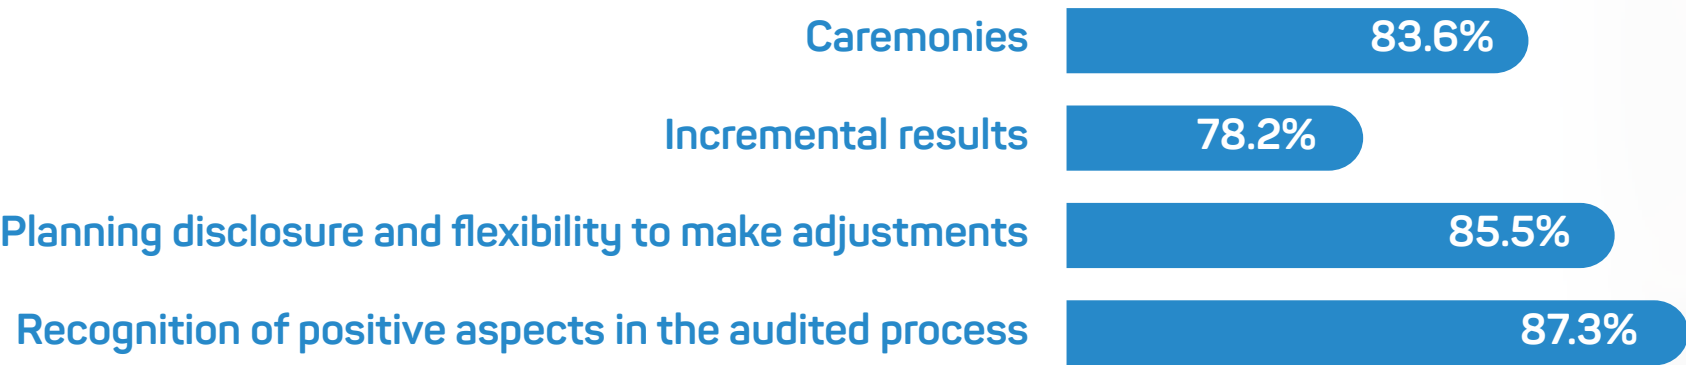 Caremonies 83.6%
Incremental results 78.2%
Planning disclosure and flexibility to make adjustments 85.5%
Recognition of positive aspects in the audited process 87.3%